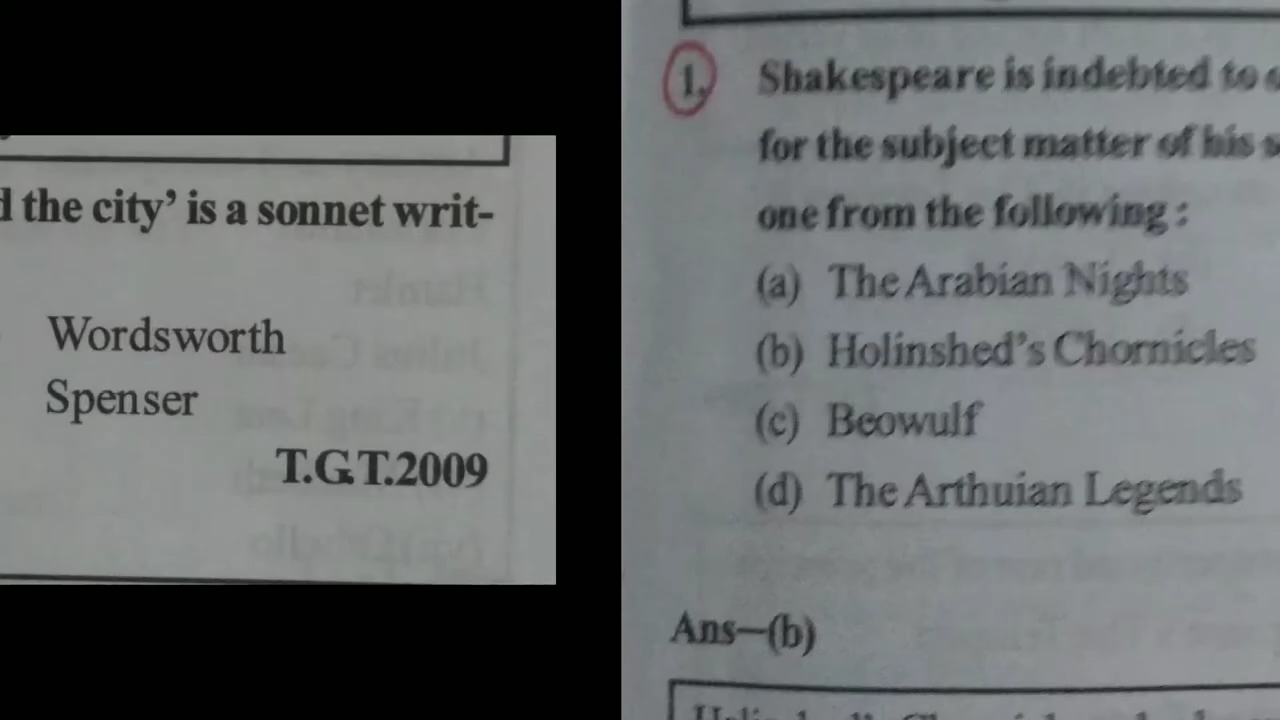 the city’ is a sonnet writ-
Wordsworth
Spenser
T.G.T.2009
1. Shakespeare is indebted to
for the subject matter of his
one from the following :
(a) The Arabian Nights
(b) Holinshed’s Chornicles
(c) Beowulf
(d) The Arthuian Legends
Ans—(b)